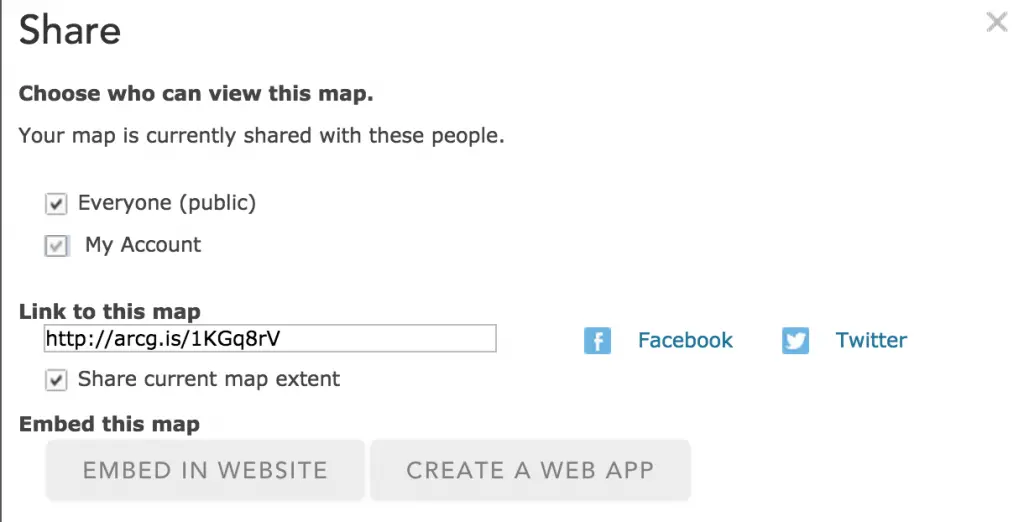 Share
Choose who can view this map.
Your map is currently shared with these people.
Everyone (public)
My Account
Link to this map
http://arcg.is/1KGq8rV
Facebook
Twitter
Share current map extent
Embed this map
EMBED IN WEBSITE
CREATE A WEB APP